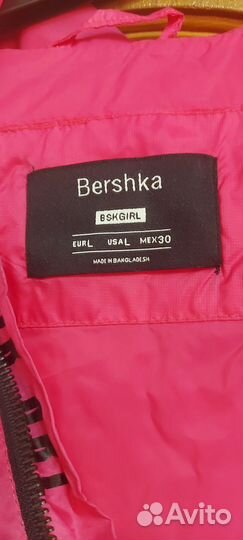 Bershka
BSKGIRL
EUR L USA L MEX 30
MADE IN BANGLADESH
Avito